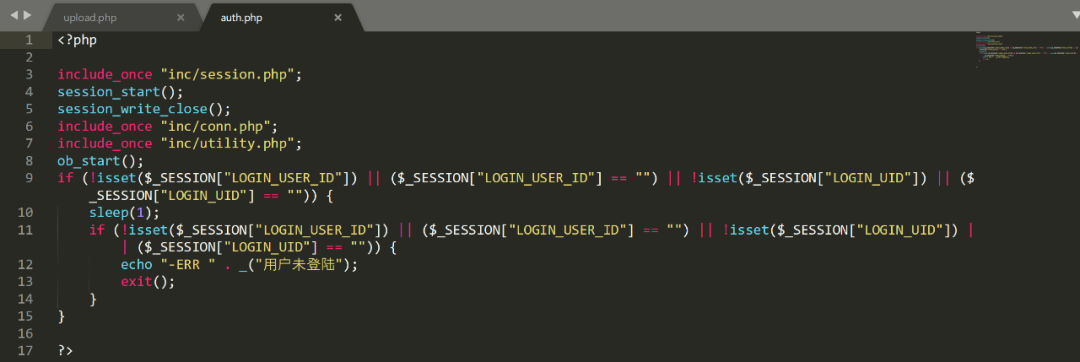 upload.php × auth.php ×
1 <?php
2
3 include_once "inc/session.php";
4 session_start();
5 session_write_close();
6 include_once "inc/conn.php";
7 include_once "inc/utility.php";
8 ob_start();
9 if (!isset($_SESSION["LOGIN_USER_ID"]) || ($_SESSION["LOGIN_USER_ID"] == "") || !isset($_SESSION["LOGIN_UID"]) || ($
_SESSION["LOGIN_UID"] == "")) {
10 sleep(1);
11 if (!isset($_SESSION["LOGIN_USER_ID"]) || ($_SESSION["LOGIN_USER_ID"] == "") || !isset($_SESSION["LOGIN_UID"]) |
| ($_SESSION["LOGIN_UID"] == "")) {
12 echo "-ERR " . _("用户未登陆");
13 exit();
14 }
15 }
16
17 ?>